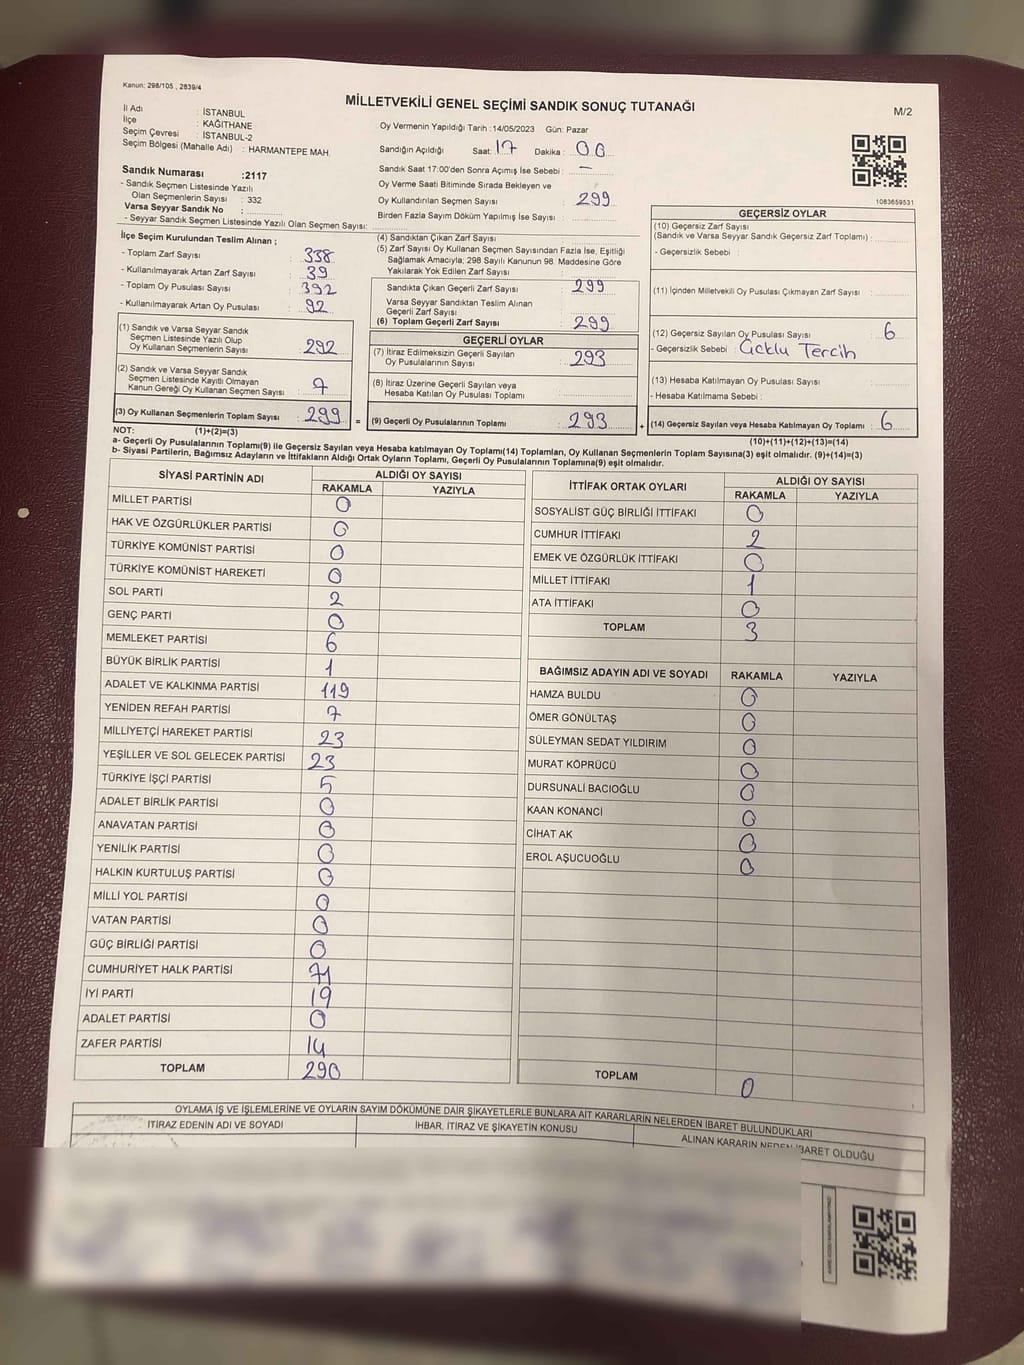 Kanun; 298/105 , 2839/4
MİLLETVEKİLİ GENEL SEÇİMİ SANDIK SONUÇ TUTANAĞI
M/2
İl Adı : İSTANBUL
İlçe : KAĞITHANE
Seçim Çevresi : İSTANBUL-2
Seçim Bölgesi (Mahalle Adı) : HARMANTEPE MAH.
Oy Vermenin Yapıldığı Tarih :14/05/2023 Gün: Pazar
Sandığın Açıldığı Saat: 17 Dakika : 00
Sandık Saat 17:00'den Sonra Açımış İse Sebebi : —
Oy Verme Saati Bitiminde Sırada Bekleyen ve
Oy Kullandırılan Seçmen Sayısı : 299
Birden Fazla Sayım Döküm Yapılmış İse Sayısı :
Sandık Numarası :2117
- Sandık Seçmen Listesinde Yazılı
Olan Seçmenlerin Sayısı : 332
Varsa Seyyar Sandık No :
- Seyyar Sandık Seçmen Listesinde Yazılı Olan Seçmen Sayısı:
1083659531
İlçe Seçim Kurulundan Teslim Alınan ;
- Toplam Zarf Sayısı : 338
- Kullanılmayarak Artan Zarf Sayısı : 39
- Toplam Oy Pusulası Sayısı : 392
- Kullanılmayarak Artan Oy Pusulası : 92
(4) Sandıktan Çıkan Zarf Sayısı :
(5) Zarf Sayısı Oy Kullanan Seçmen Sayısından Fazla İse, Eşitliği
Sağlamak Amacıyla; 298 Sayılı Kanunun 98. Maddesine Göre
Yakılarak Yok Edilen Zarf Sayısı :
Sandıkta Çıkan Geçerli Zarf Sayısı : 299
Varsa Seyyar Sandıktan Teslim Alınan
Geçerli Zarf Sayısı :
(6) Toplam Geçerli Zarf Sayısı : 299
GEÇERSİZ OYLAR
(10) Geçersiz Zarf Sayısı
(Sandık ve Varsa Seyyar Sandık Geçersiz Zarf Toplamı) :
- Geçersizlik Sebebi :
(11) İçinden Milletvekili Oy Pusulası Çıkmayan Zarf Sayısı :
(12) Geçersiz Sayılan Oy Pusulası Sayısı : 6
- Geçersizlik Sebebi : Tercih
(13) Hesaba Katılmayan Oy Pusulası Sayısı :
- Hesaba Katılmama Sebebi :
(14) Geçersiz Sayılan veya Hesaba Katılmayan Oy Toplamı : 6
(10)+(11)+(12)+(13)=(14)
(1) Sandık ve Varsa Seyyar Sandık
Seçmen Listesinde Yazılı Olup
Oy Kullanan Seçmenlerin Sayısı : 292
(2) Sandık ve Varsa Seyyar Sandık
Seçmen Listesinde Kayıtlı Olmayan
Kanun Gereği Oy Kullanan Seçmen Sayısı : 7
(3) Oy Kullanan Seçmenlerin Toplam Sayısı : 299 =
GEÇERLİ OYLAR
(7) İtiraz Edilmeksizin Geçerli Sayılan
Oy Pusulalarının Sayısı : 293
(8) İtiraz Üzerine Geçerli Sayılan veya
Hesaba Katılan Oy Pusulası Toplamı :
(9) Geçerli Oy Pusulalarının Toplamı : 293 +
NOT: (1)+(2)=(3)
a- Geçerli Oy Pusulalarının Toplamı(9) ile Geçersiz Sayılan veya Hesaba katılmayan Oy Toplamı(14) Toplamları, Oy Kullanan Seçmenlerin Toplam Sayısına(3) eşit olmalıdır. (9)+(14)=(3)
b- Siyasi Partilerin, Bağımsız Adayların ve İttifakların Aldığı Ortak Oyların Toplamı, Geçerli Oy Pusulalarının Toplamına(9) eşit olmalıdır.
SİYASİ PARTİNİN ADI
ALDIĞI OY SAYISI
RAKAMLA YAZIYLA
MİLLET PARTİSİ 0
HAK VE ÖZGÜRLÜKLER PARTİSİ 0
TÜRKİYE KOMÜNİST PARTİSİ 0
TÜRKİYE KOMÜNİST HAREKETİ 0
SOL PARTİ 2
GENÇ PARTİ 0
MEMLEKET PARTİSİ 6
BÜYÜK BİRLİK PARTİSİ 1
ADALET VE KALKINMA PARTİSİ 119
YENİDEN REFAH PARTİSİ 7
MİLLİYETÇİ HAREKET PARTİSİ 23
YEŞİLLER VE SOL GELECEK PARTİSİ 23
TÜRKİYE İŞÇİ PARTİSİ 5
ADALET BİRLİK PARTİSİ 0
ANAVATAN PARTİSİ 0
YENİLİK PARTİSİ 0
HALKIN KURTULUŞ PARTİSİ 0
MİLLİ YOL PARTİSİ 0
VATAN PARTİSİ 0
GÜÇ BİRLİĞİ PARTİSİ 0
CUMHURİYET HALK PARTİSİ 71
İYİ PARTİ 19
ADALET PARTİSİ 0
ZAFER PARTİSİ 14
TOPLAM 290
İTTİFAK ORTAK OYLARI
ALDIĞI OY SAYISI
RAKAMLA YAZIYLA
SOSYALİST GÜÇ BİRLİĞİ İTTİFAKI 0
CUMHUR İTTİFAKI 2
EMEK VE ÖZGÜRLÜK İTTİFAKI 0
MİLLET İTTİFAKI 1
ATA İTTİFAKI 0
TOPLAM 3
BAĞIMSIZ ADAYIN ADI VE SOYADI RAKAMLA YAZIYLA
HAMZA BULDU 0
ÖMER GÖNÜLTAŞ 0
SÜLEYMAN SEDAT YILDIRIM 0
MURAT KÖPRÜCÜ 0
DURSUNALİ BACIOĞLU 0
KAAN KONANCİ 0
CİHAT AK 0
EROL AŞUCUOĞLU 0
TOPLAM 0
OYLAMA İŞ VE İŞLEMLERİNE VE OYLARIN SAYIM DÖKÜMÜNE DAİR ŞİKAYETLERLE BUNLARA AİT KARARLARIN NELERDEN İBARET BULUNDUKLARI
İTİRAZ EDENİN ADI VE SOYADI İHBAR, İTİRAZ VE ŞİKAYETİN KONUSU ALINAN KARARIN NEDEN İBARET OLDUĞU